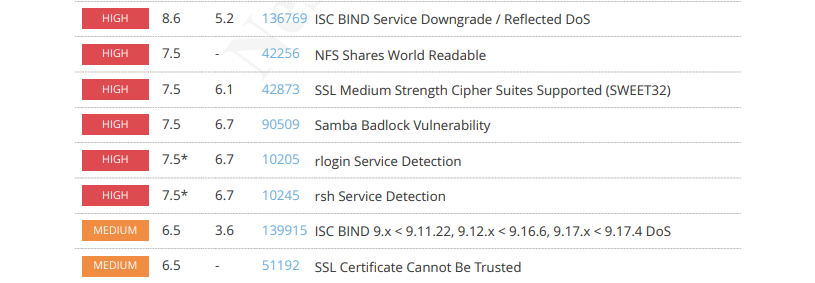 HIGH 8.6 5.2 136769 ISC BIND Service Downgrade / Reflected DoS
HIGH 7.5 - 42256 NFS Shares World Readable
HIGH 7.5 6.1 42873 SSL Medium Strength Cipher Suites Supported (SWEET32)
HIGH 7.5 6.7 90509 Samba Badlock Vulnerability
HIGH 7.5* 6.7 10205 rlogin Service Detection
HIGH 7.5* 6.7 10245 rsh Service Detection
MEDIUM 6.5 3.6 139915 ISC BIND 9.x < 9.11.22, 9.12.x < 9.16.6, 9.17.x < 9.17.4 DoS
MEDIUM 6.5 - 51192 SSL Certificate Cannot Be Trusted